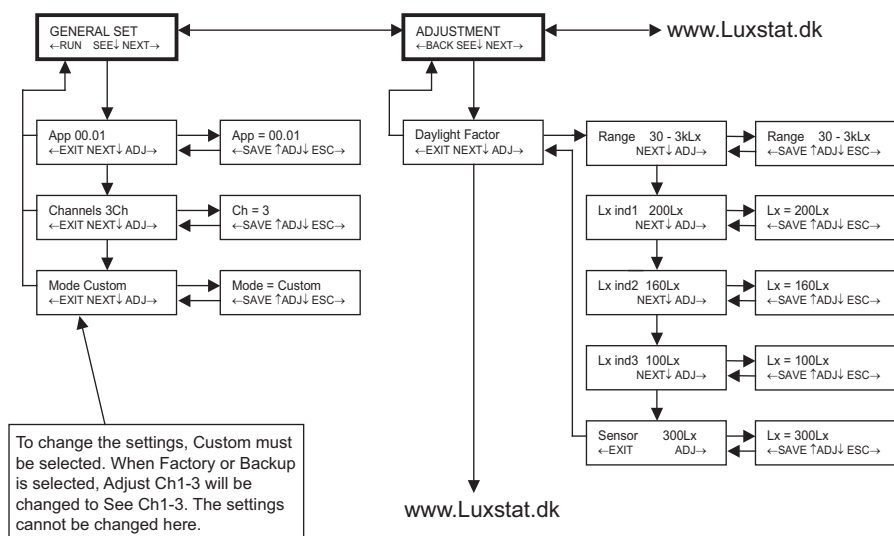 GENERAL SET
←RUN SEE↓ NEXT→
ADJUSTMENT
←BACK SEE↓ NEXT→
www.Luxstat.dk
App 00.01
←EXIT NEXT↓ ADJ→
App = 00.01
←SAVE ↑ADJ↓ ESC→
Channels 3Ch
←EXIT NEXT↓ ADJ→
Ch = 3
←SAVE ↑ADJ↓ ESC→
Mode Custom
←EXIT NEXT↓ ADJ→
Mode = Custom
←SAVE ↑ADJ↓ ESC→
To change the settings, Custom must
be selected. When Factory or Backup
is selected, Adjust Ch1-3 will be
changed to See Ch1-3. The settings
cannot be changed here.
Daylight Factor
←EXIT NEXT↓ ADJ→
Range 30 - 3kLx
NEXT↓ ADJ→
Range 30 - 3kLx
←SAVE ↑ADJ↓ ESC→
Lx ind1 200Lx
NEXT↓ ADJ→
Lx = 200Lx
←SAVE ↑ADJ↓ ESC→
Lx ind2 160Lx
NEXT↓ ADJ→
Lx = 160Lx
←SAVE ↑ADJ↓ ESC→
Lx ind3 100Lx
NEXT↓ ADJ→
Lx = 100Lx
←SAVE ↑ADJ↓ ESC→
Sensor 300Lx
←EXIT ADJ→
Lx = 300Lx
←SAVE ↑ADJ↓ ESC→
www.Luxstat.dk